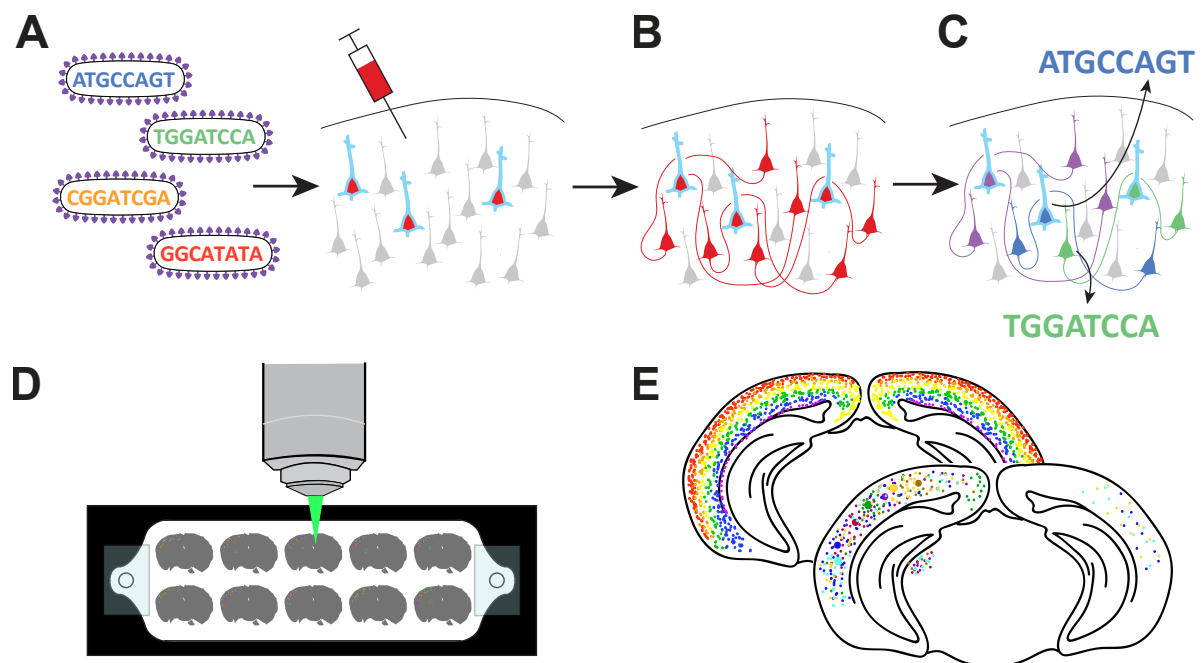 A
ATGCCAGT
TGGATCCA
CGGATCGA
GGCATATA
B
C
ATGCCAGT
TGGATCCA
D
E